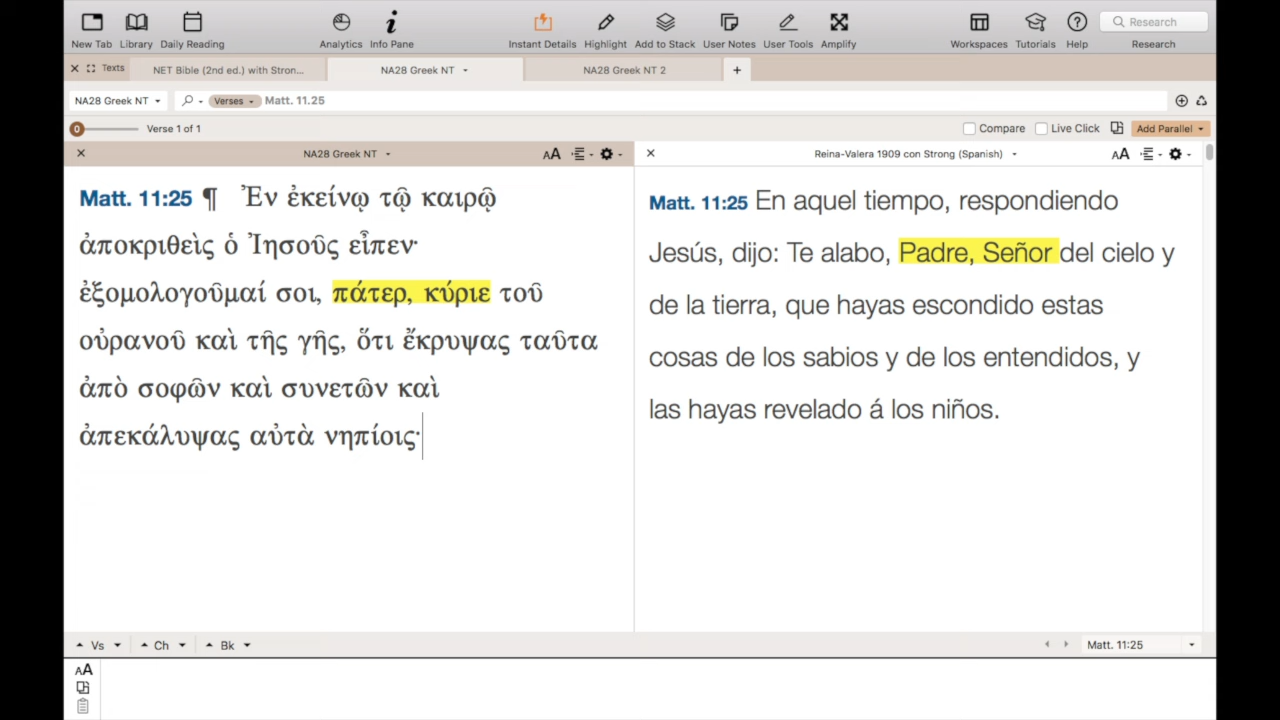 New Tab Library Daily Reading Analytics Info Pane Instant Details Highlight Add to Stack User Notes User Tools Amplify Workspaces Tutorials Help Research
Research
Texts NET Bible (2nd ed.) with Stron... NA28 Greek NT NA28 Greek NT 2
NA28 Greek NT Verses Matt. 11.25
0 Verse 1 of 1 Compare Live Click Add Parallel
NA28 Greek NT
Matt. 11:25 ¶ Ἐν ἐκείνῳ τῷ καιρῷ
ἀποκριθεὶς ὁ Ἰησοῦς εἶπεν·
ἐξομολογοῦμαί σοι, πάτερ, κύριε τοῦ
οὐρανοῦ καὶ τῆς γῆς, ὅτι ἔκρυψας ταῦτα
ἀπὸ σοφῶν καὶ συνετῶν καὶ
ἀπεκάλυψας αὐτὰ νηπίοις·
Reina-Valera 1909 con Strong (Spanish)
Matt. 11:25 En aquel tiempo, respondiendo
Jesús, dijo: Te alabo, Padre, Señor del cielo y
de la tierra, que hayas escondido estas
cosas de los sabios y de los entendidos, y
las hayas revelado á los niños.
Vs Ch Bk Matt. 11:25
AA